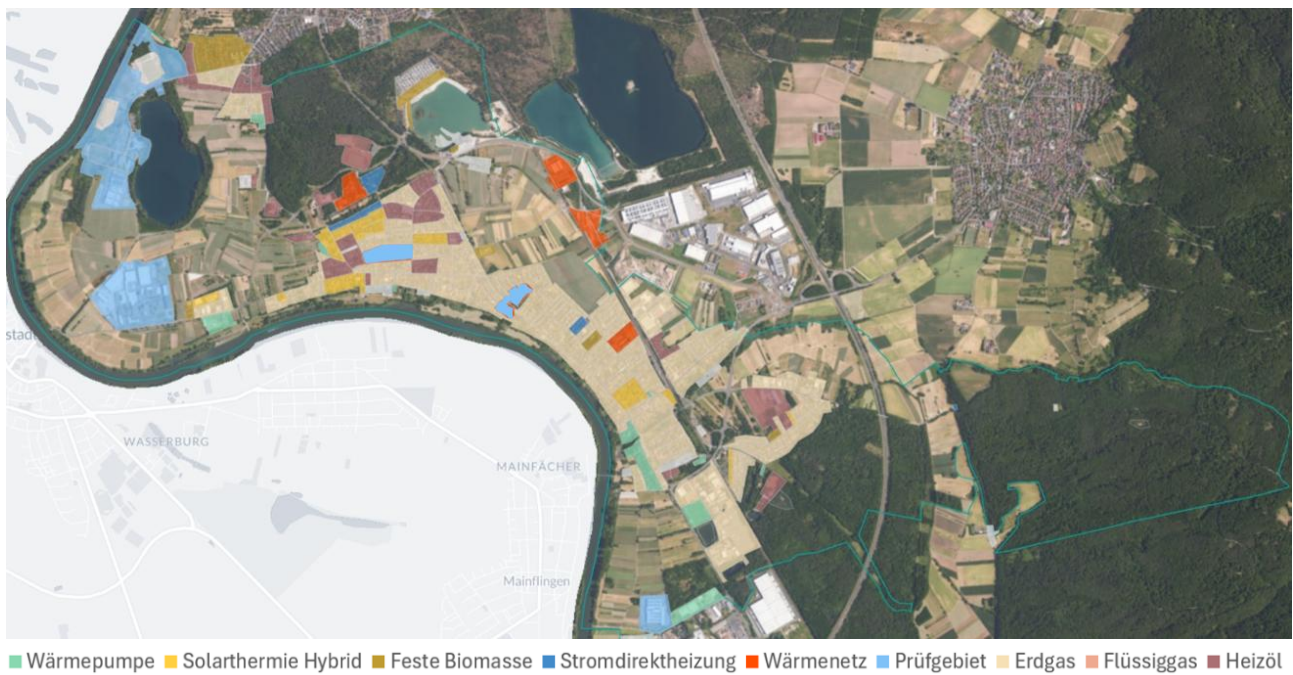 stadt
WASSERBURG
MAINFÄCHER
Mainflingen
Wärmepumpe Solarthermie Hybrid Feste Biomasse Stromdirektheizung Wärmenetz Prüfgebiet Erdgas Flüssiggas Heizöl